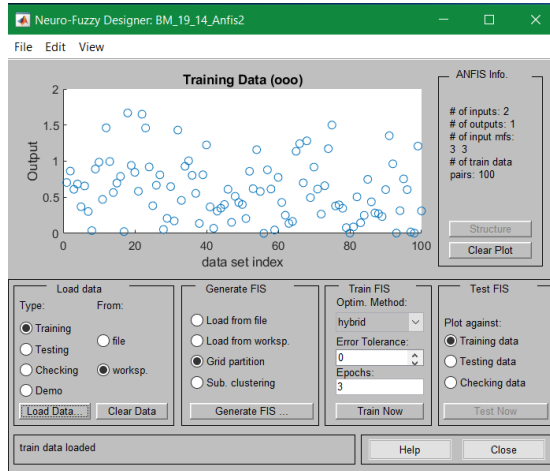 Neuro-Fuzzy Designer: BM_19_14_Anfis2
File Edit View
Training Data (ooo)
2
1.5
1
0.5
0
Output
0 20 40 60 80 100
data set index
ANFIS Info.
# of inputs: 2
# of outputs: 1
# of input mfs:
3 3
# of train data
pairs: 100
Structure
Clear Plot
Load data
Type: From:
Training
Testing
Checking
Demo
file
worksp.
Load Data...
Clear Data
Generate FIS
Load from file
Load from worksp.
Grid partition
Sub. clustering
Generate FIS ...
Train FIS
Optim. Method:
hybrid
Error Tolerance:
0
Epochs:
3
Train Now
Test FIS
Plot against:
Training data
Testing data
Checking data
Test Now
train data loaded
Help
Close